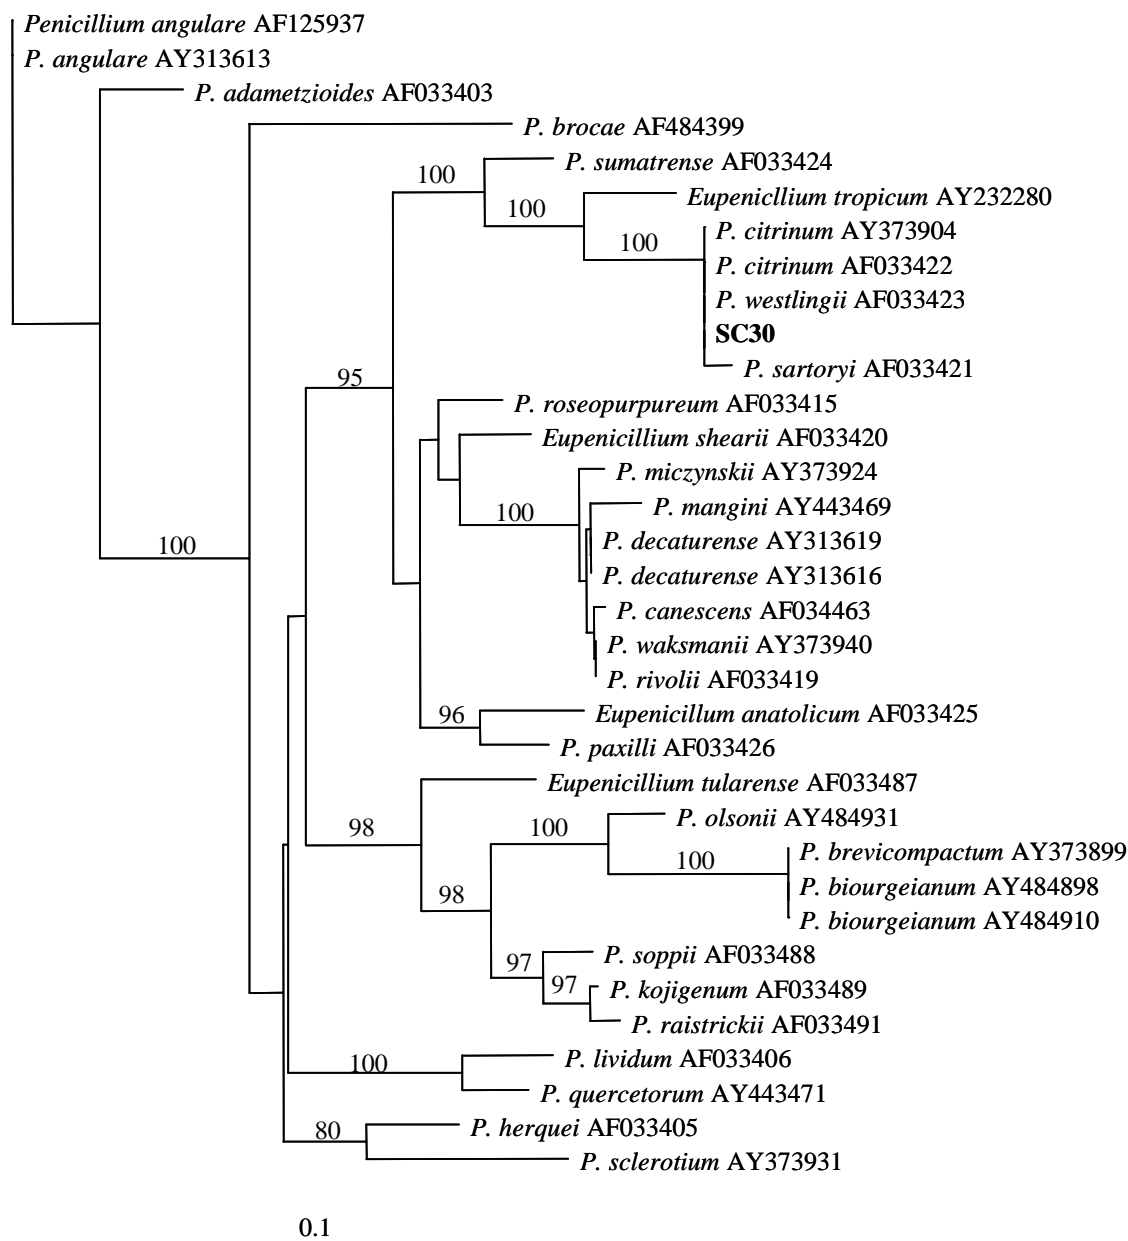 Penicillium angulare AF125937
P. angulare AY313613
P. adametzioides AF033403
P. brocae AF484399
P. sumatrense AF033424
100
Eupenicllium tropicum AY232280
100
P. citrinum AY373904
100
P. citrinum AF033422
P. westlingii AF033423
SC30
P. sartoryi AF033421
95
P. roseopurpureum AF033415
Eupenicillium shearii AF033420
P. miczynskii AY373924
P. mangini AY443469
100
P. decaturense AY313619
100
P. decaturense AY313616
P. canescens AF034463
P. waksmanii AY373940
P. rivolii AF033419
Eupenicillum anatolicum AF033425
96
P. paxilli AF033426
Eupenicillium tularense AF033487
P. olsonii AY484931
98
100
P. brevicompactum AY373899
100
P. biourgeianum AY484898
98
P. biourgeianum AY484910
P. soppii AF033488
97
P. kojigenum AF033489
97
P. raistrickii AF033491
P. lividum AF033406
100
P. quercetorum AY443471
P. herquei AF033405
80
P. sclerotium AY373931
0.1